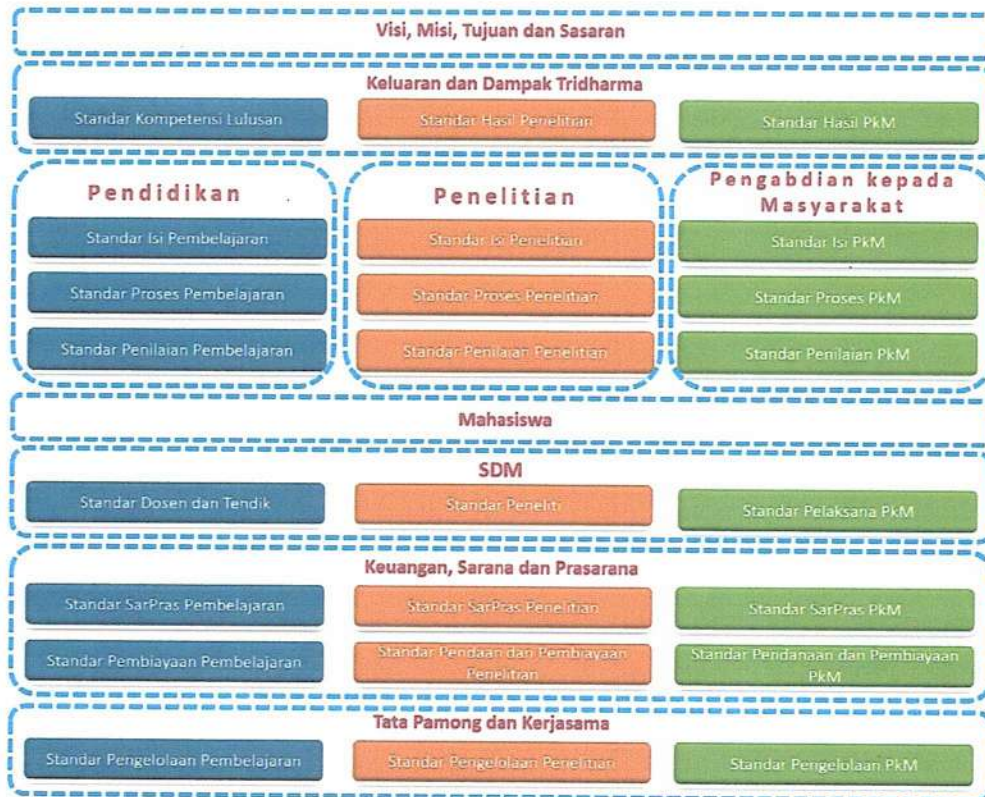 Visi, Misi, Tujuan dan Sasaran
Keluaran dan Dampak Tridharma
Standar Kompetensi Lulusan
Standar Hasil Penelitian
Standar Hasil PkM
Pendidikan
Standar Isi Pembelajaran
Standar Proses Pembelajaran
Standar Penilaian Pembelajaran
Penelitian
Standar Isi Penelitian
Standar Proses Penelitian
Standar Penilaian Penelitian
Pengabdian kepada
Masyarakat
Standar Isi PkM
Standar Proses PkM
Standar Penilaian PkM
Mahasiswa
SDM
Standar Dosen dan Tendik
Standar Peneliti
Standar Pelaksana PkM
Keuangan, Sarana dan Prasarana
Standar SarPras Pembelajaran
Standar SarPras Penelitian
Standar SarPras PkM
Standar Pembiayaan Pembelajaran
Standar Pendaan dan Pembiayaan
Penelitian
Standar Pendanaan dan Pembiayaan
PkM
Tata Pamong dan Kerjasama
Standar Pengelolaan Pembelajaran
Standar Pengelolaan Penelitian
Standar Pengelolaan PkM